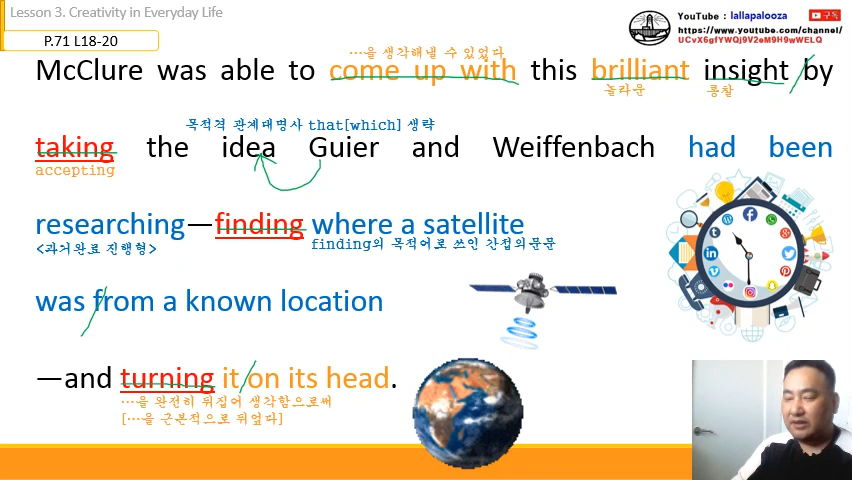 Lesson 3. Creativity in Everyday Life
P.71 L18-20
YouTube : lallapalooza 구독
https://www.youtube.com/channel/
UCvX6gfYWQj9V2eM9H9wWELQ
…을 생각해낼 수 있었다
McClure was able to come up with this brilliant insight by
놀라운 통찰
목적격 관계대명사 that[which] 생략
taking the idea Guier and Weiffenbach had been
accepting
researching—finding where a satellite
<과거완료 진행형> finding의 목적어로 쓰인 간접의문문
was from a known location
—and turning it on its head.
…을 완전히 뒤집어 생각함으로써
[…을 근본적으로 뒤엎다]